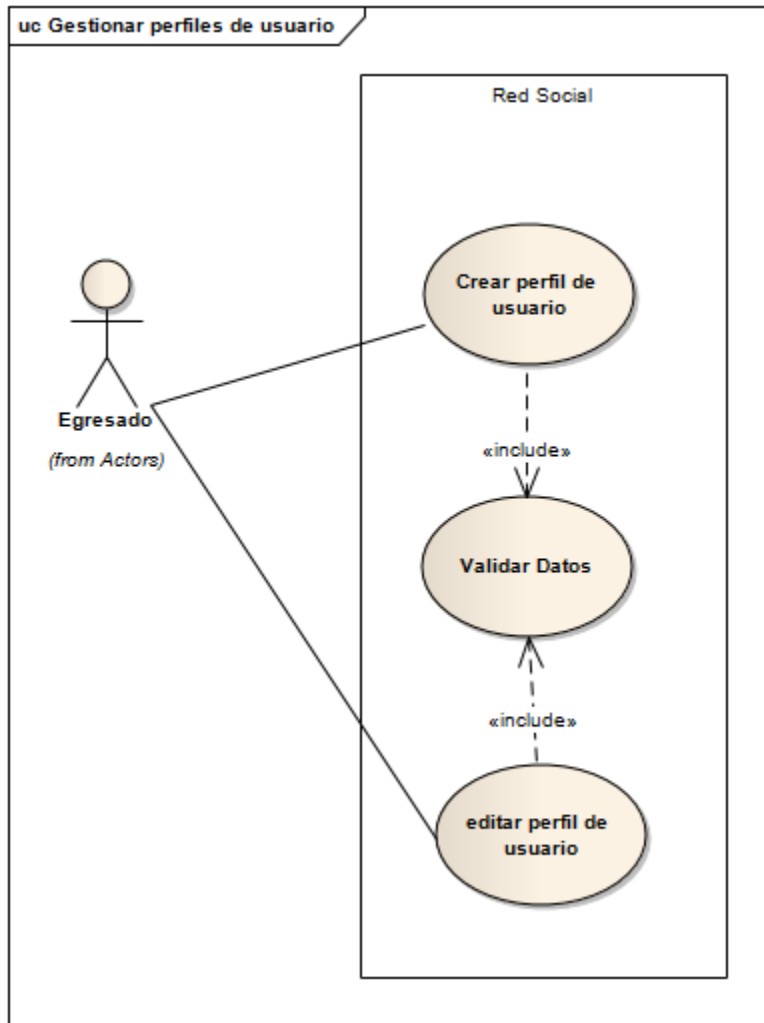 uc Gestionar perfiles de usuario
Red Social
Crear perfil de
usuario
Egresado
(from Actors)
«include»
Validar Datos
«include»
editar perfil de
usuario